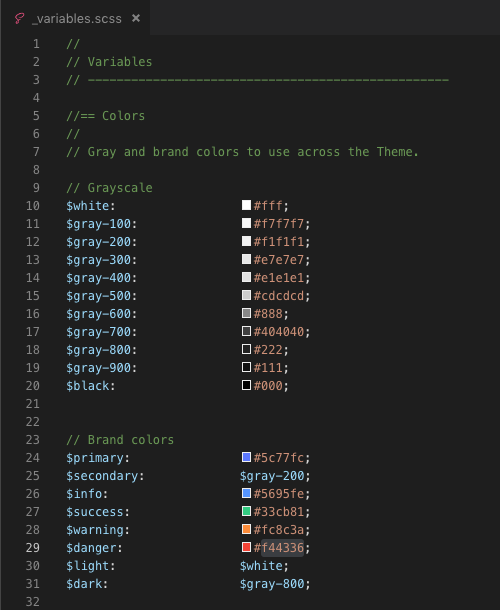 _variables.scss ×
1 //
2 // Variables
3 // --------------------------------------------------
4
5 //== Colors
6 //
7 // Gray and brand colors to use across the Theme.
8
9 // Grayscale
10 $white: #fff;
11 $gray-100: #f7f7f7;
12 $gray-200: #f1f1f1;
13 $gray-300: #e7e7e7;
14 $gray-400: #e1e1e1;
15 $gray-500: #cdcdcd;
16 $gray-600: #888;
17 $gray-700: #404040;
18 $gray-800: #222;
19 $gray-900: #111;
20 $black: #000;
21
22
23 // Brand colors
24 $primary: #5c77fc;
25 $secondary: $gray-200;
26 $info: #5695fe;
27 $success: #33cb81;
28 $warning: #fc8c3a;
29 $danger: #f44336;
30 $light: $white;
31 $dark: $gray-800;
32